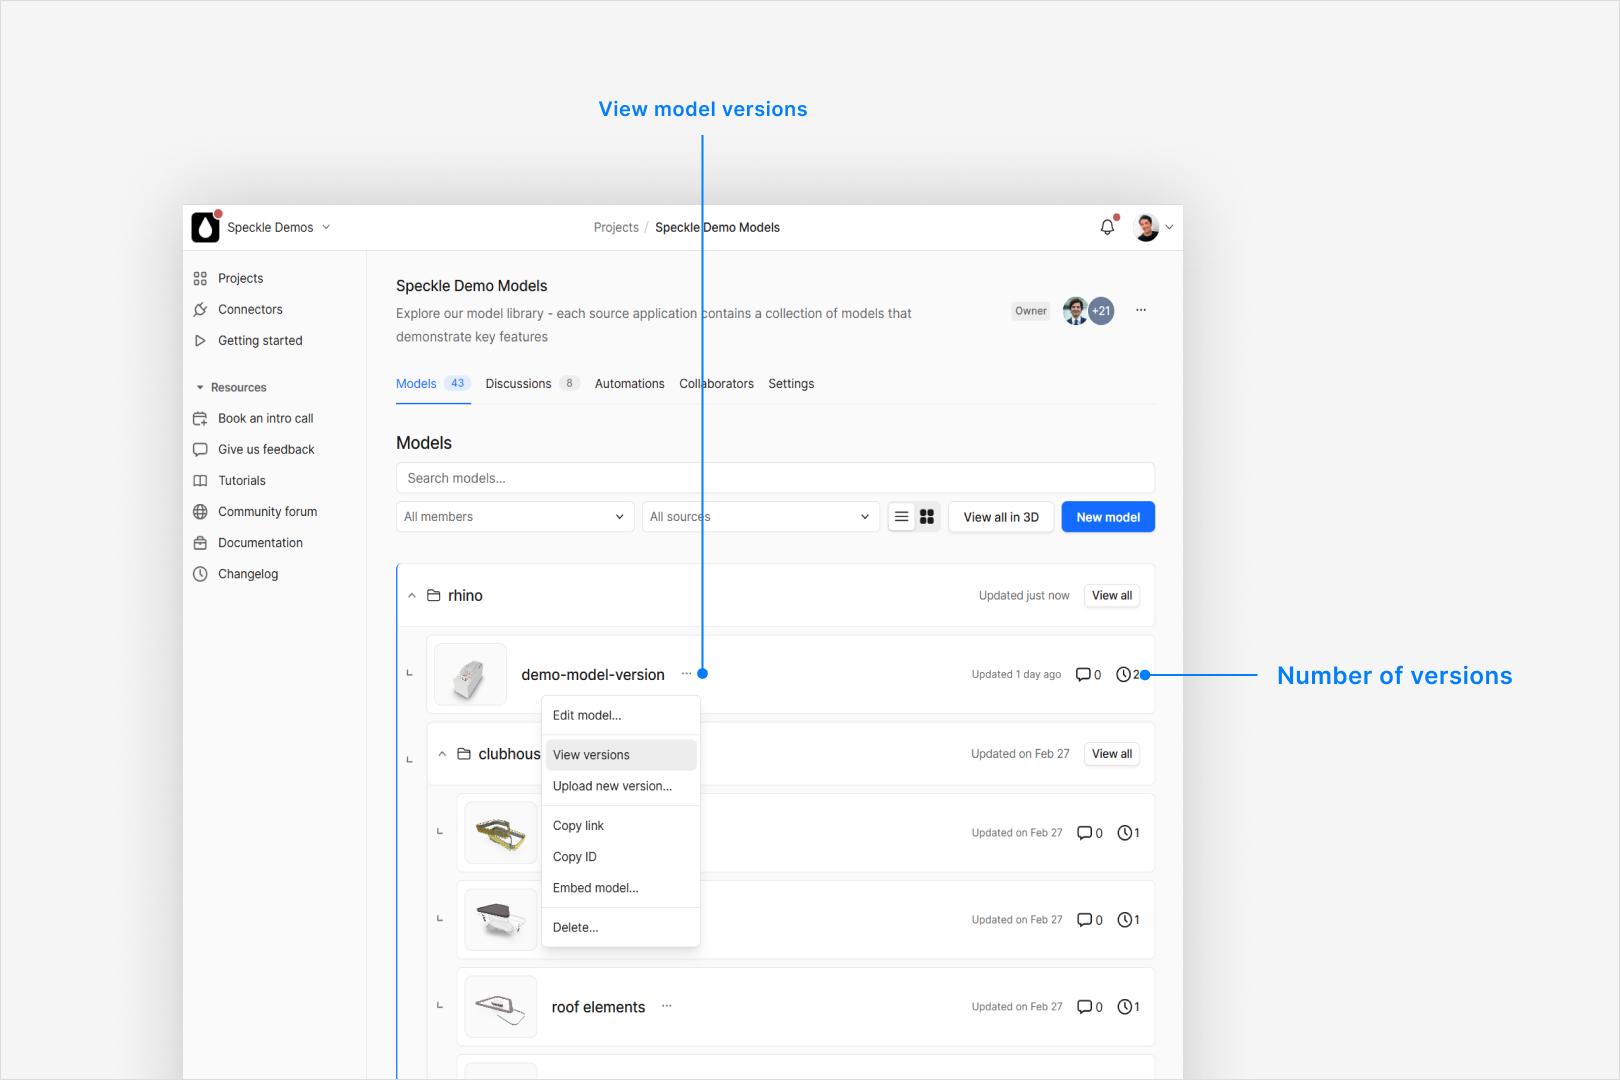 View model versions
Speckle Demos
Projects / Speckle Demo Models
Projects
Connectors
Getting started
Resources
Book an intro call
Give us feedback
Tutorials
Community forum
Documentation
Changelog
Speckle Demo Models
Explore our model library - each source application contains a collection of models that
demonstrate key features
Owner
+21
Models 43 Discussions 8 Automations Collaborators Settings
Models
Search models...
All members All sources View all in 3D New model
rhino Updated just now View all
demo-model-version Updated 1 day ago 0 2
Number of versions
Edit model...
View versions
Upload new version...
Copy link
Copy ID
Embed model...
Delete...
clubhous Updated on Feb 27 View all
Updated on Feb 27 0 1
Updated on Feb 27 0 1
roof elements Updated on Feb 27 0 1